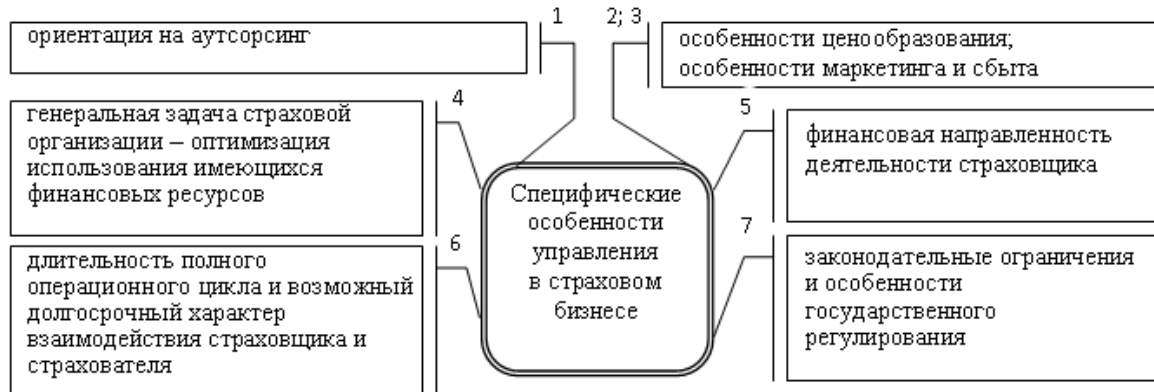 1
ориентация на аутсорсинг
2; 3
особенности ценообразования;
особенности маркетинга и сбыта
4
генеральная задача страховой
организации – оптимизация
использования имеющихся
финансовых ресурсов
5
финансовая направленность
деятельности страховщика
Специфические
особенности
управления
в страховом
бизнесе
6
длительность полного
операционного цикла и возможный
долгосрочный характер
взаимодействия страховщика и
страхователя
7
законодательные ограничения
и особенности
государственного
регулирования